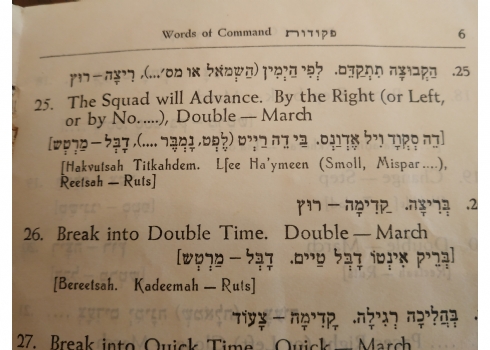 Words of Command פקודות 6
25. הַקְּבוּצָה תִּתְקַדֵּם. לְפִי הַיָּמִין (הַשְּׂמֹאל אוֹ מִס׳...), רִיצָה — רוּץ
25. The Squad will Advance. By the Right (or Left,
or by No.....), Double — March
[דֶּה סְקְוָד וִיל אֶדְוַנְס. בַּי דֶה רַייט (לֶפְט, נַמְבֶּר ....), דַּבְּל — מַרְטְש]
[Hakvutsah Titkahdem. Lfee Ha'ymeen (Smoll, Mispar....),
Reetsah — Ruts]
2. בְּרִיצָה. קָדִימָה — רוּץ
26. Break into Double Time. Double — March
[בְּרֵיק אִינְטוּ דַבְּל טַיים. דַבְּל — מַרְטְש]
[Bereetsah. Kadeemah — Ruts]
בְּהֲלִיכָה רְגִילָה. קָדִימָה — צָעוֹד
27. Break into Quick Time. Quick — March